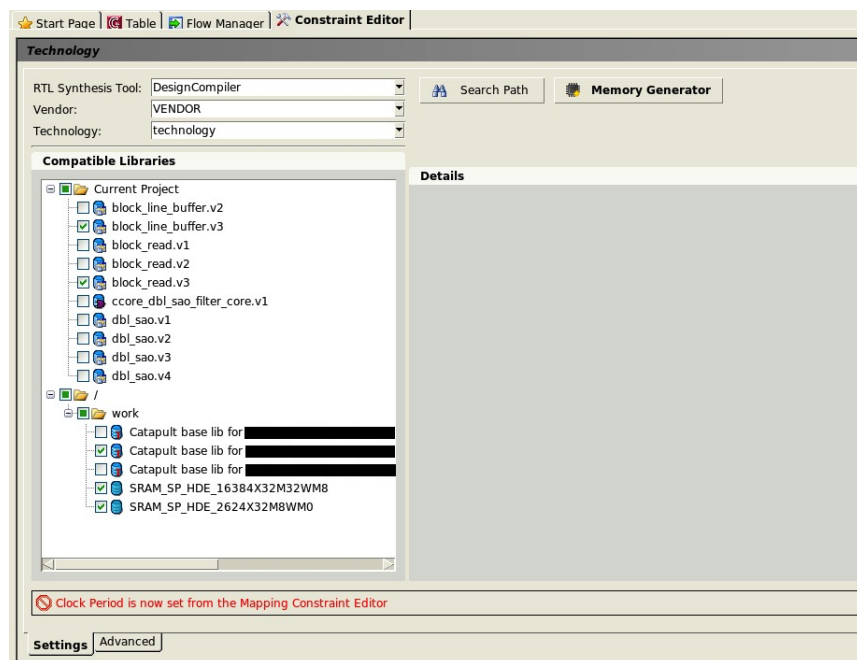 Start Page Table Flow Manager Constraint Editor
Technology
RTL Synthesis Tool: DesignCompiler Search Path Memory Generator
Vendor: VENDOR
Technology: technology
Compatible Libraries
Details
Current Project
block_line_buffer.v2
block_line_buffer.v3
block_read.v1
block_read.v2
block_read.v3
ccore_dbl_sao_filter_core.v1
dbl_sao.v1
dbl_sao.v2
dbl_sao.v3
dbl_sao.v4
/
work
Catapult base lib for
Catapult base lib for
Catapult base lib for
SRAM_SP_HDE_16384X32M32WM8
SRAM_SP_HDE_2624X32M8WM0
Clock Period is now set from the Mapping Constraint Editor
Settings Advanced